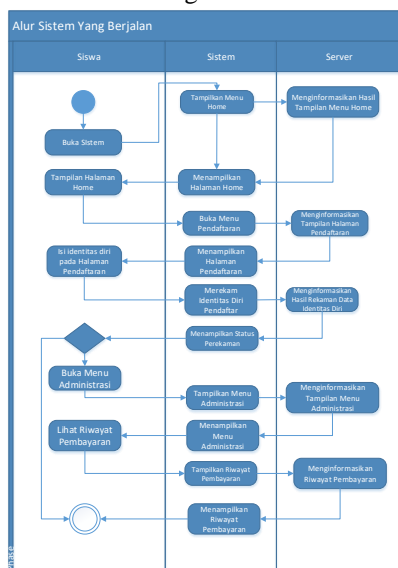 Alur Sistem Yang Berjalan
Siswa
Sistem
Server
Tampilkan Menu
Home
Menginformasikan Hasil
Tampilan Menu Home
Buka Sistem
Tampilan Halaman
Home
Menampilkan
Halaman Home
Buka Menu
Pendaftaran
Menginformasikan
Tampilan Halaman
Pendaftaran
Isi identitas diri
pada Halaman
Pendaftaran
Menampilkan
Halaman
Pendaftaran
Merekam
Identitas Diri
Pendaftar
Menginformasikan
Hasil Rekaman Data
Identitas Diri
Menampilkan Status
Perekaman
Buka Menu
Administrasi
Tampilkan Menu
Administrasi
Menginformasikan
Tampilan Menu
Administrasi
Lihat Riwayat
Pembayaran
Menampilkan
Menu
Administrasi
Tampilkan Riwayat
Pembayaran
Menginformasikan
Riwayat Pembayaran
Menampilkan
Riwayat
Pembayaran
Phase